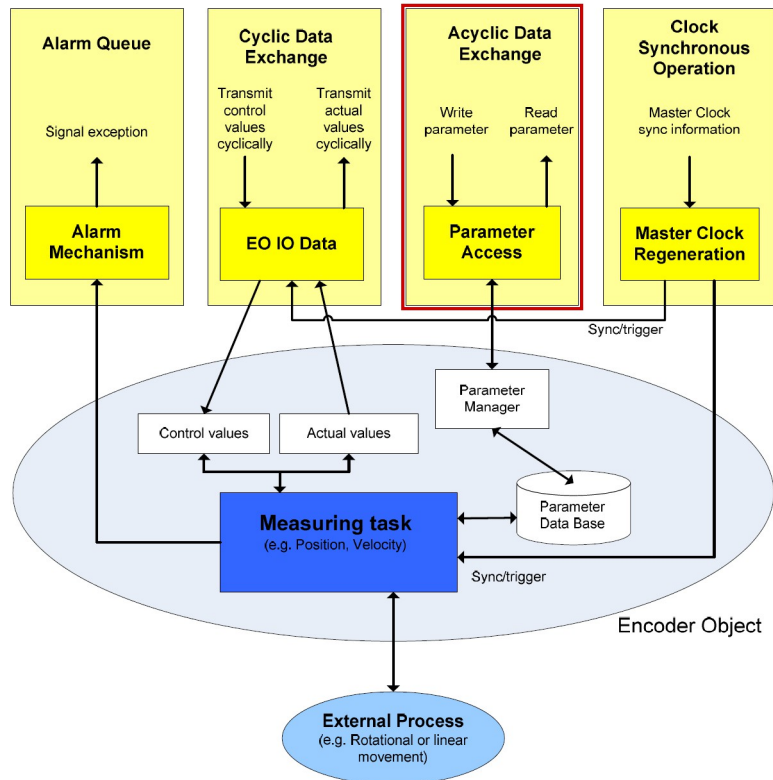 Alarm Queue
Signal exception
Alarm
Mechanism
Cyclic Data
Exchange
Transmit
control
values
cyclically
Transmit
actual
values
cyclically
EO IO Data
Acyclic Data
Exchange
Write
parameter
Read
parameter
Parameter
Access
Clock
Synchronous
Operation
Master Clock
sync information
Master Clock
Regeneration
Sync/trigger
Control values
Actual values
Parameter
Manager
Parameter
Data Base
Measuring task
(e.g. Position, Velocity)
Sync/trigger
Encoder Object
External Process
(e.g. Rotational or linear
movement)